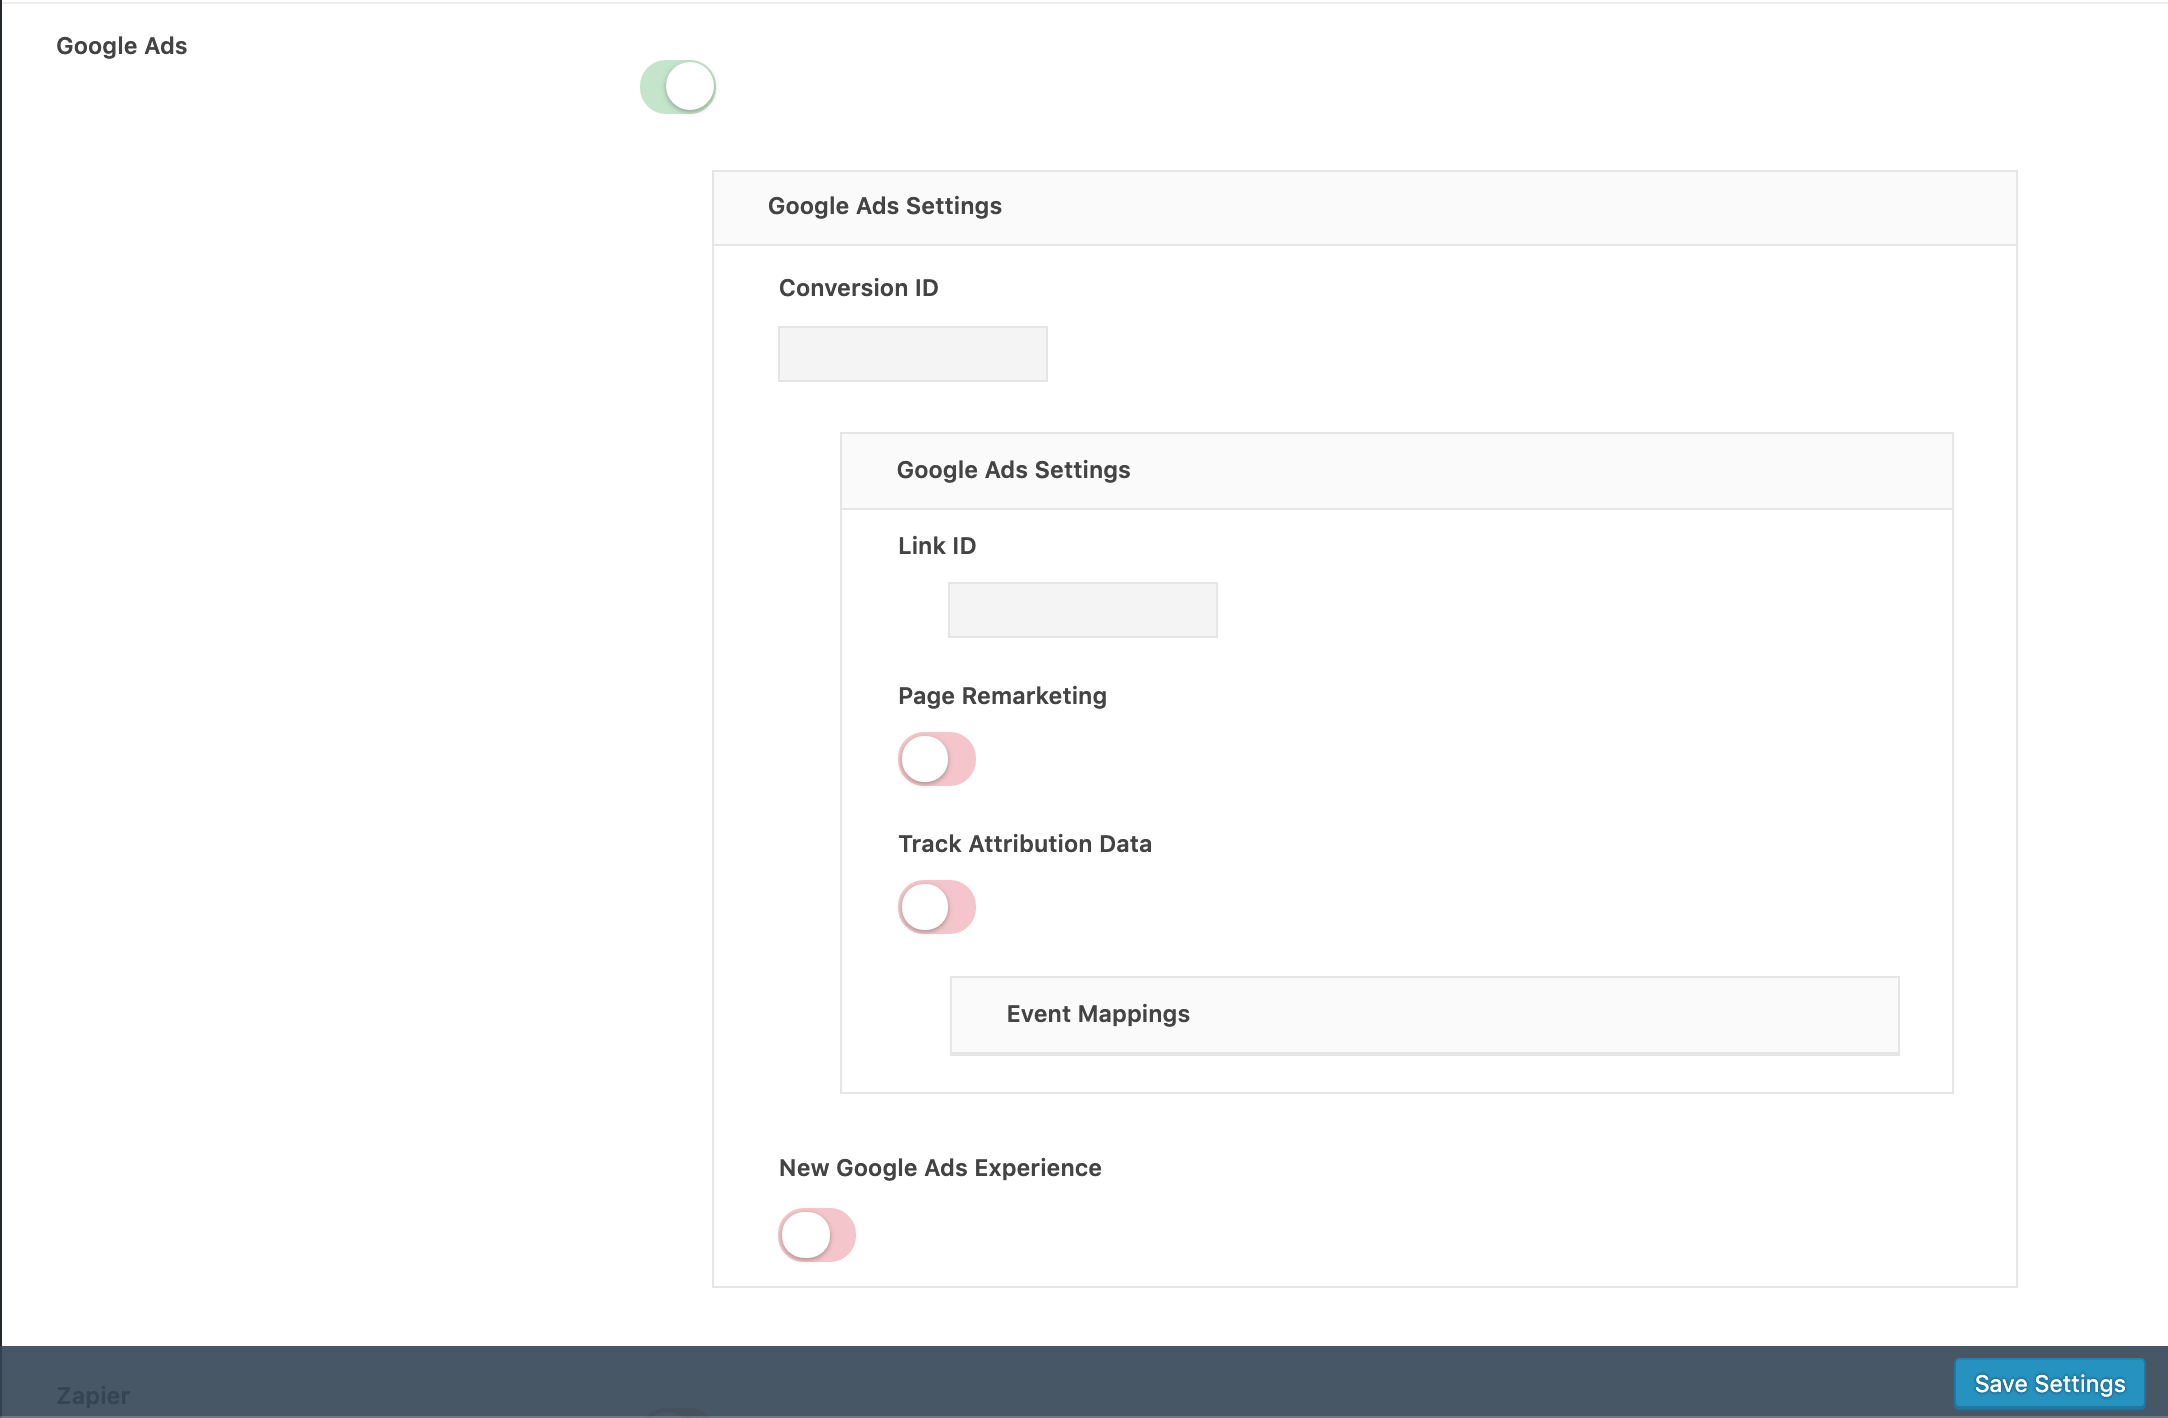 Google Ads
Google Ads Settings
Conversion ID
Google Ads Settings
Link ID
Page Remarketing
Track Attribution Data
Event Mappings
New Google Ads Experience
Zapier
Save Settings